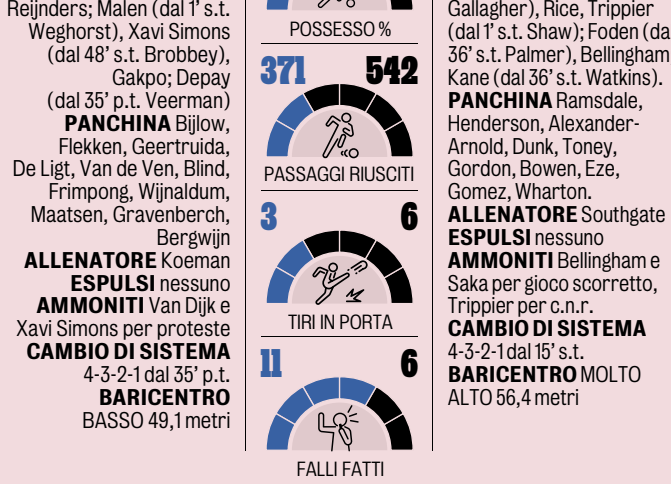 Reijnders; Malen (dal 1’ s.t.
Weghorst), Xavi Simons
(dal 48’ s.t. Brobbey),
Gakpo; Depay
(dal 35’ p.t. Veerman)
PANCHINA Bijlow,
Flekken, Geertruida,
De Ligt, Van de Ven, Blind,
Frimpong, Wijnaldum,
Maatsen, Gravenberch,
Bergwijn
ALLENATORE Koeman
ESPULSI nessuno
AMMONITI Van Dijk e
Xavi Simons per proteste
CAMBIO DI SISTEMA
4-3-2-1 dal 35’ p.t.
BARICENTRO
BASSO 49,1 metri
POSSESSO %
371 542
PASSAGGI RIUSCITI
3 6
TIRI IN PORTA
11 6
FALLI FATTI
Gallagher), Rice, Trippier
(dal 1’ s.t. Shaw); Foden (da
36’ s.t. Palmer), Bellingham
Kane (dal 36’ s.t. Watkins).
PANCHINA Ramsdale,
Henderson, Alexander-
Arnold, Dunk, Toney,
Gordon, Bowen, Eze,
Gomez, Wharton.
ALLENATORE Southgate
ESPULSI nessuno
AMMONITI Bellingham e
Saka per gioco scorretto,
Trippier per c.n.r.
CAMBIO DI SISTEMA
4-3-2-1 dal 15’ s.t.
BARICENTRO MOLTO
ALTO 56,4 metri